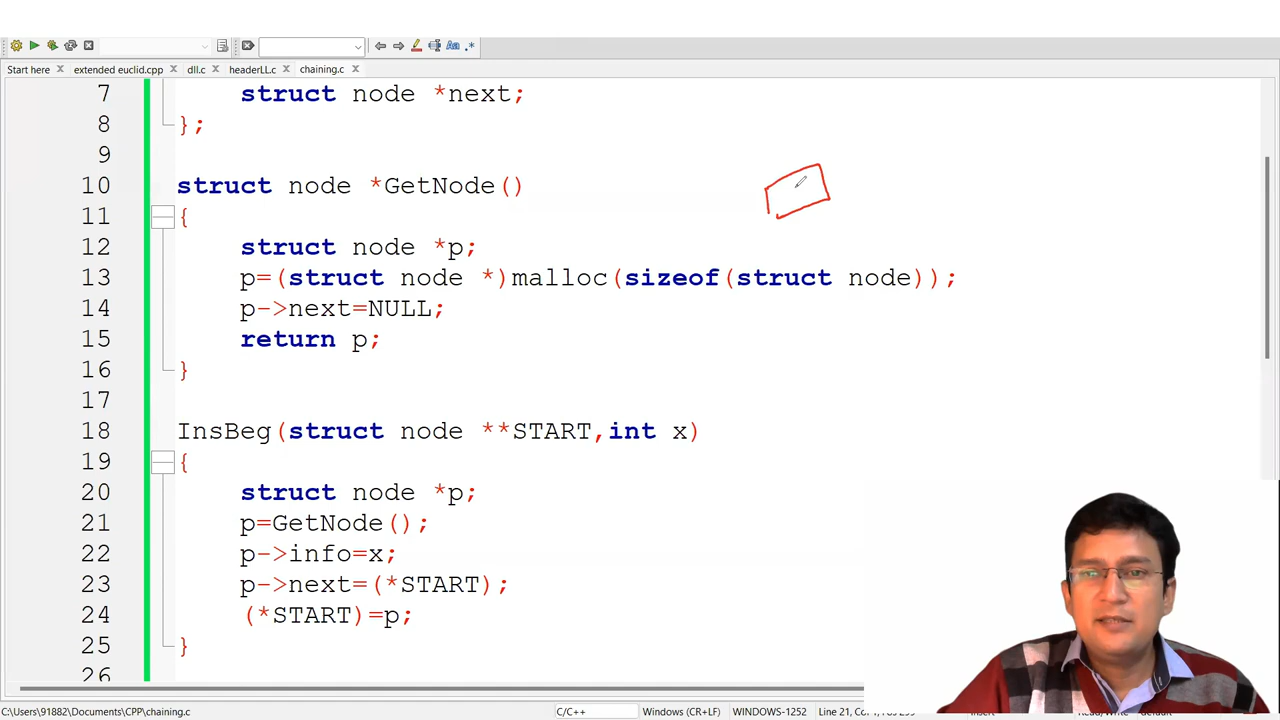 Start here extended euclid.cpp dll.c headerLL.c chaining.c
7 struct node *next;
8 };
9
10 struct node *GetNode()
11 {
12 struct node *p;
13 p=(struct node *)malloc(sizeof(struct node));
14 p->next=NULL;
15 return p;
16 }
17
18 InsBeg(struct node **START,int x)
19 {
20 struct node *p;
21 p=GetNode();
22 p->info=x;
23 p->next=(*START);
24 (*START)=p;
25 }
26
C:\Users\91882\Documents\CPP\chaining.c C/C++ Windows (CR+LF) WINDOWS-1252